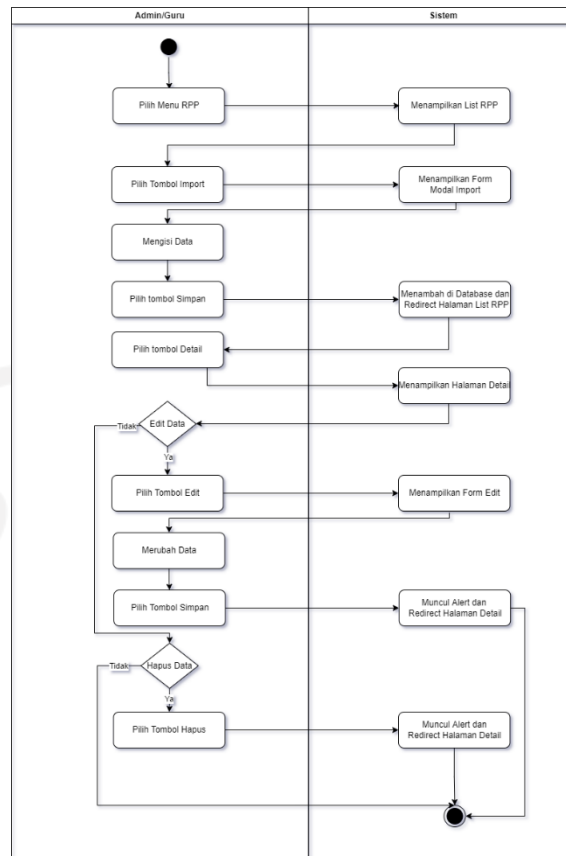 Admin/Guru
Sistem
Pilih Menu RPP
Menampilkan List RPP
Pilih Tombol Import
Menampilkan Form
Modal Import
Mengisi Data
Pilih tombol Simpan
Menambah di Database dan
Redirect Halaman List RPP
Pilih tombol Detail
Menampilkan Halaman Detail
Tidak
Edit Data
Ya
Pilih Tombol Edit
Menampilkan Form Edit
Merubah Data
Pilih Tombol Simpan
Muncul Alert dan
Redirect Halaman Detail
Tidak
Hapus Data
Ya
Pilih Tombol Hapus
Muncul Alert dan
Redirect Halaman Detail